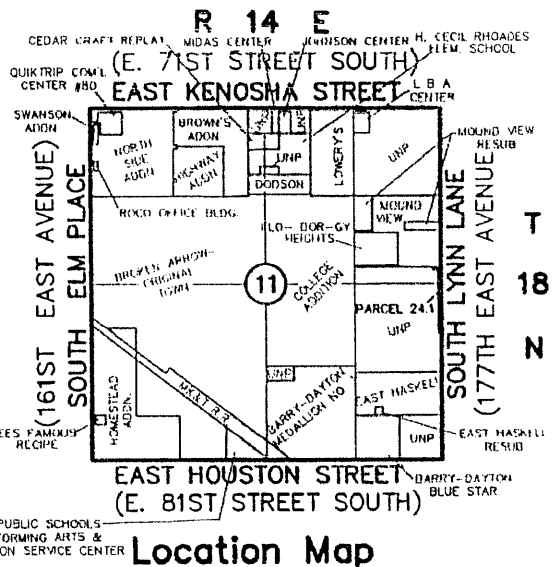 R 14 E
CEDAR CRAFT REPLAT
MIDAS CENTER
JOHNSON CENTER
H. CECIL RHOADES
ELEM. SCHOOL
(E. 71ST STREET SOUTH)
EAST KENOSHA STREET
QUIKTRIP COM'L
CENTER #80
L B A
CENTER
SWANSON
ADDN
NORTH
SIDE
ADDN
BROWN'S
ADDN
HIGHWAY
ADDN
UNP
UNP
DODSON
LOWERY'S
UNP
MOUND VIEW
RESUB
ROCO OFFICE BLDG.
MOUND
VIEW
FLO-DOR-GY
HEIGHTS
(161ST EAST AVENUE)
SOUTH ELM PLACE
BROKEN ARROW-
ORIGINAL
TOWN
11
COLLEGE
ADDITION
PARCEL 24.1
UNP
SOUTH LYNN LANE
(177TH EAST AVENUE)
T
18
N
MK&T R.R.
HOMESTEAD
ADDN.
UNP
BARRY-DAYTON
MEDALLION NO.
EAST HASKELL
EES FAMOUS
RECIPE
UNP
EAST HASKELL
RESUB
EAST HOUSTON STREET
(E. 81ST STREET SOUTH)
BARRY-DAYTON
BLUE STAR
PUBLIC SCHOOLS
FORMING ARTS &
ON SERVICE CENTER
Location Map